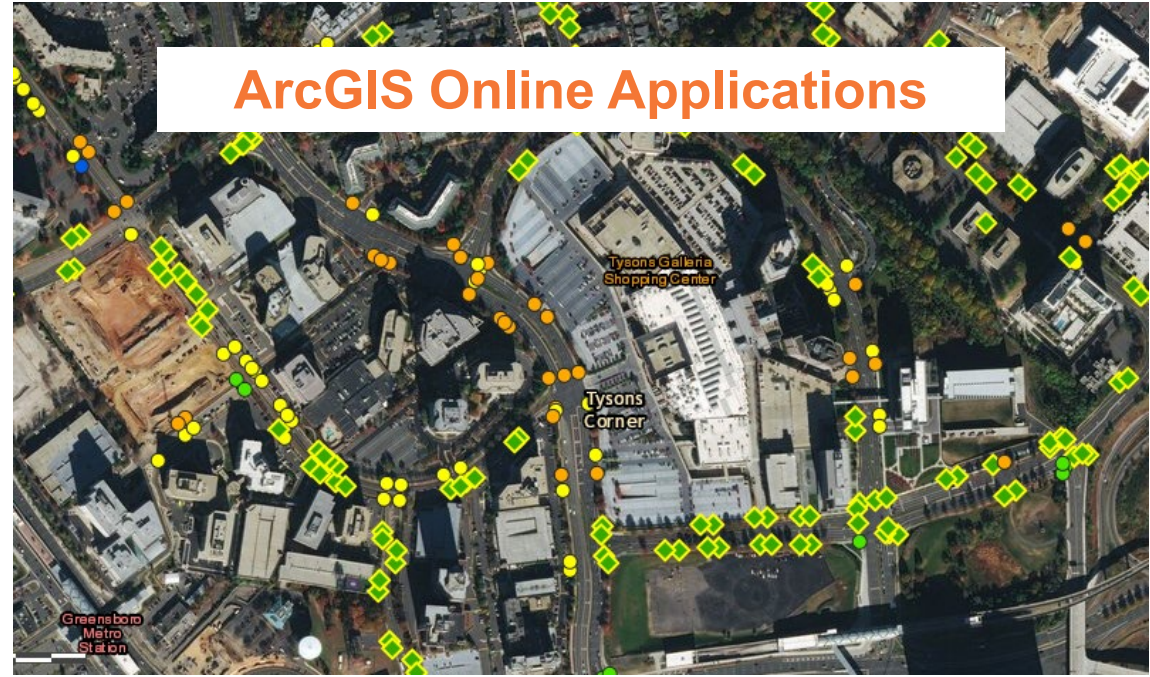 ArcGIS Online Applications
Tysons Galleria
Shopping Center
Tysons
Corner
Greensboro
Metro
Station